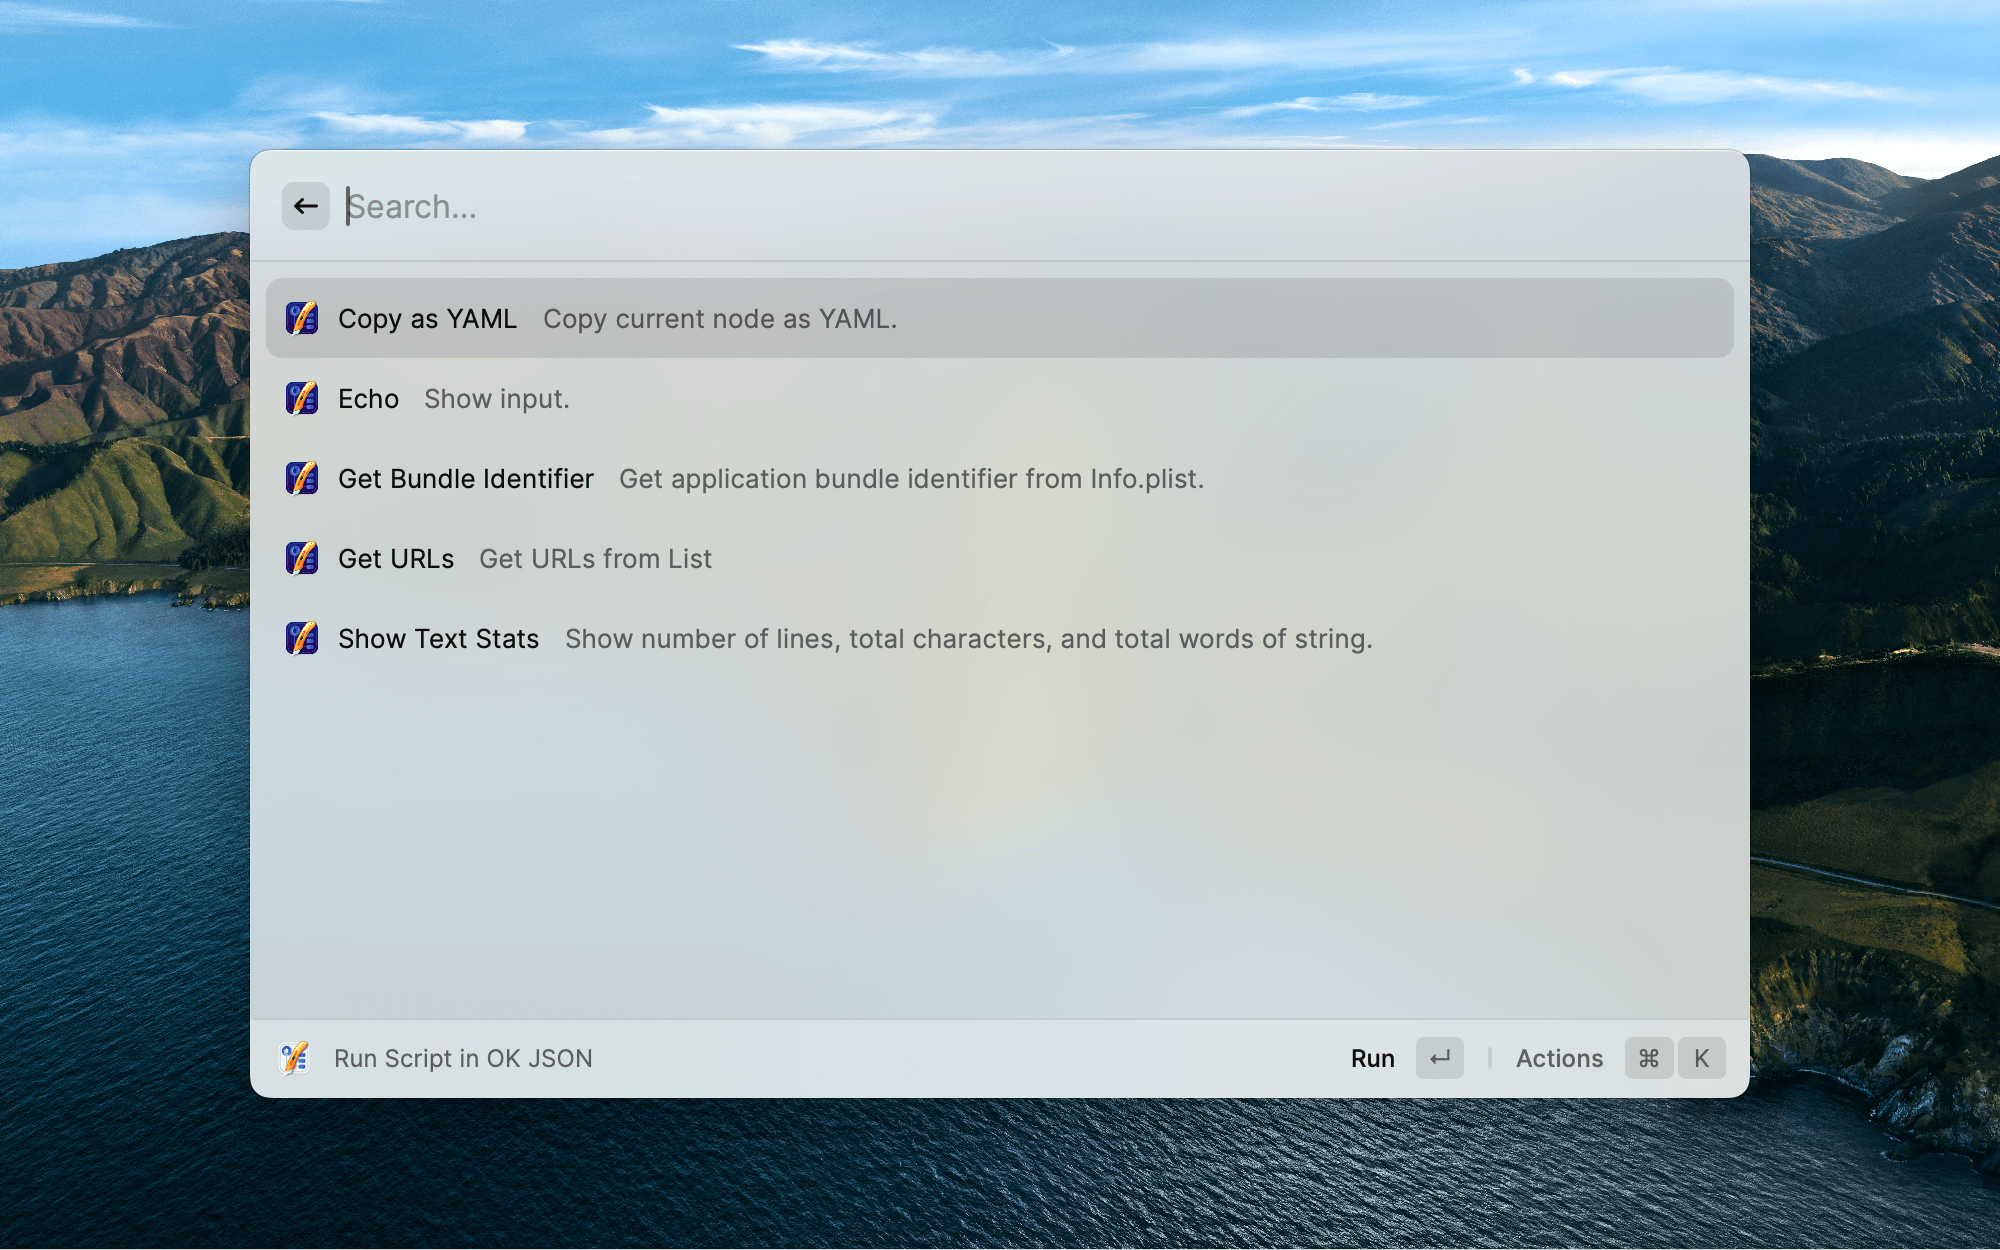 Search...
Copy as YAML Copy current node as YAML.
Echo Show input.
Get Bundle Identifier Get application bundle identifier from Info.plist.
Get URLs Get URLs from List
Show Text Stats Show number of lines, total characters, and total words of string.
Run Script in OK JSON Run ↵ Actions ⌘ K